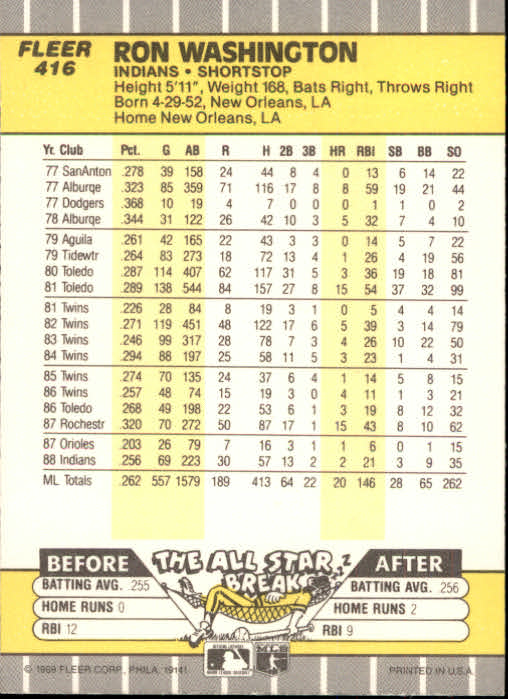 FLEER
416
RON WASHINGTON
INDIANS • SHORTSTOP
Height 5'11", Weight 168, Bats Right, Throws Right
Born 4-29-52, New Orleans, LA
Home New Orleans, LA
Yr. Club Pct. G AB R H 2B 3B HR RBI SB BB SO
77 SanAnton .278 39 158 24 44 8 4 0 13 6 14 22
77 Alburqe .323 85 359 71 116 17 8 8 59 19 21 44
77 Dodgers .368 10 19 4 7 0 0 0 1 1 0 2
78 Alburqe .344 31 122 26 42 10 3 5 32 7 4 10
79 Aguila .261 42 165 22 43 3 3 0 14 5 7 22
79 Tidewtr .264 83 273 18 72 13 4 1 26 4 19 56
80 Toledo .287 114 407 62 117 31 5 3 36 19 18 81
81 Toledo .289 138 544 84 157 27 8 15 54 37 32 99
81 Twins .226 28 84 8 19 3 1 0 5 4 4 14
82 Twins .271 119 451 48 122 17 6 5 39 3 14 79
83 Twins .246 99 317 28 78 7 3 4 26 10 22 50
84 Twins .294 88 197 25 58 11 5 3 23 1 4 31
85 Twins .274 70 135 24 37 6 4 1 14 5 8 15
86 Twins .257 48 74 15 19 3 0 4 11 1 3 21
86 Toledo .268 49 198 22 53 6 1 3 19 8 12 32
87 Rochestr .320 70 272 50 87 17 1 15 43 8 10 62
87 Orioles .203 26 79 7 16 3 1 1 6 0 1 15
88 Indians .256 69 223 30 57 13 2 2 21 3 9 35
ML Totals .262 557 1579 189 413 64 22 20 146 28 65 262
BEFORE THE ALL STAR BREAK AFTER
ZZZ
BATTING AVG. .255 BATTING AVG. .256
HOME RUNS 0 HOME RUNS 2
RBI 12 RBI 9
MLB
© 1989 FLEER CORP., PHILA. 19141 PRINTED IN U.S.A.